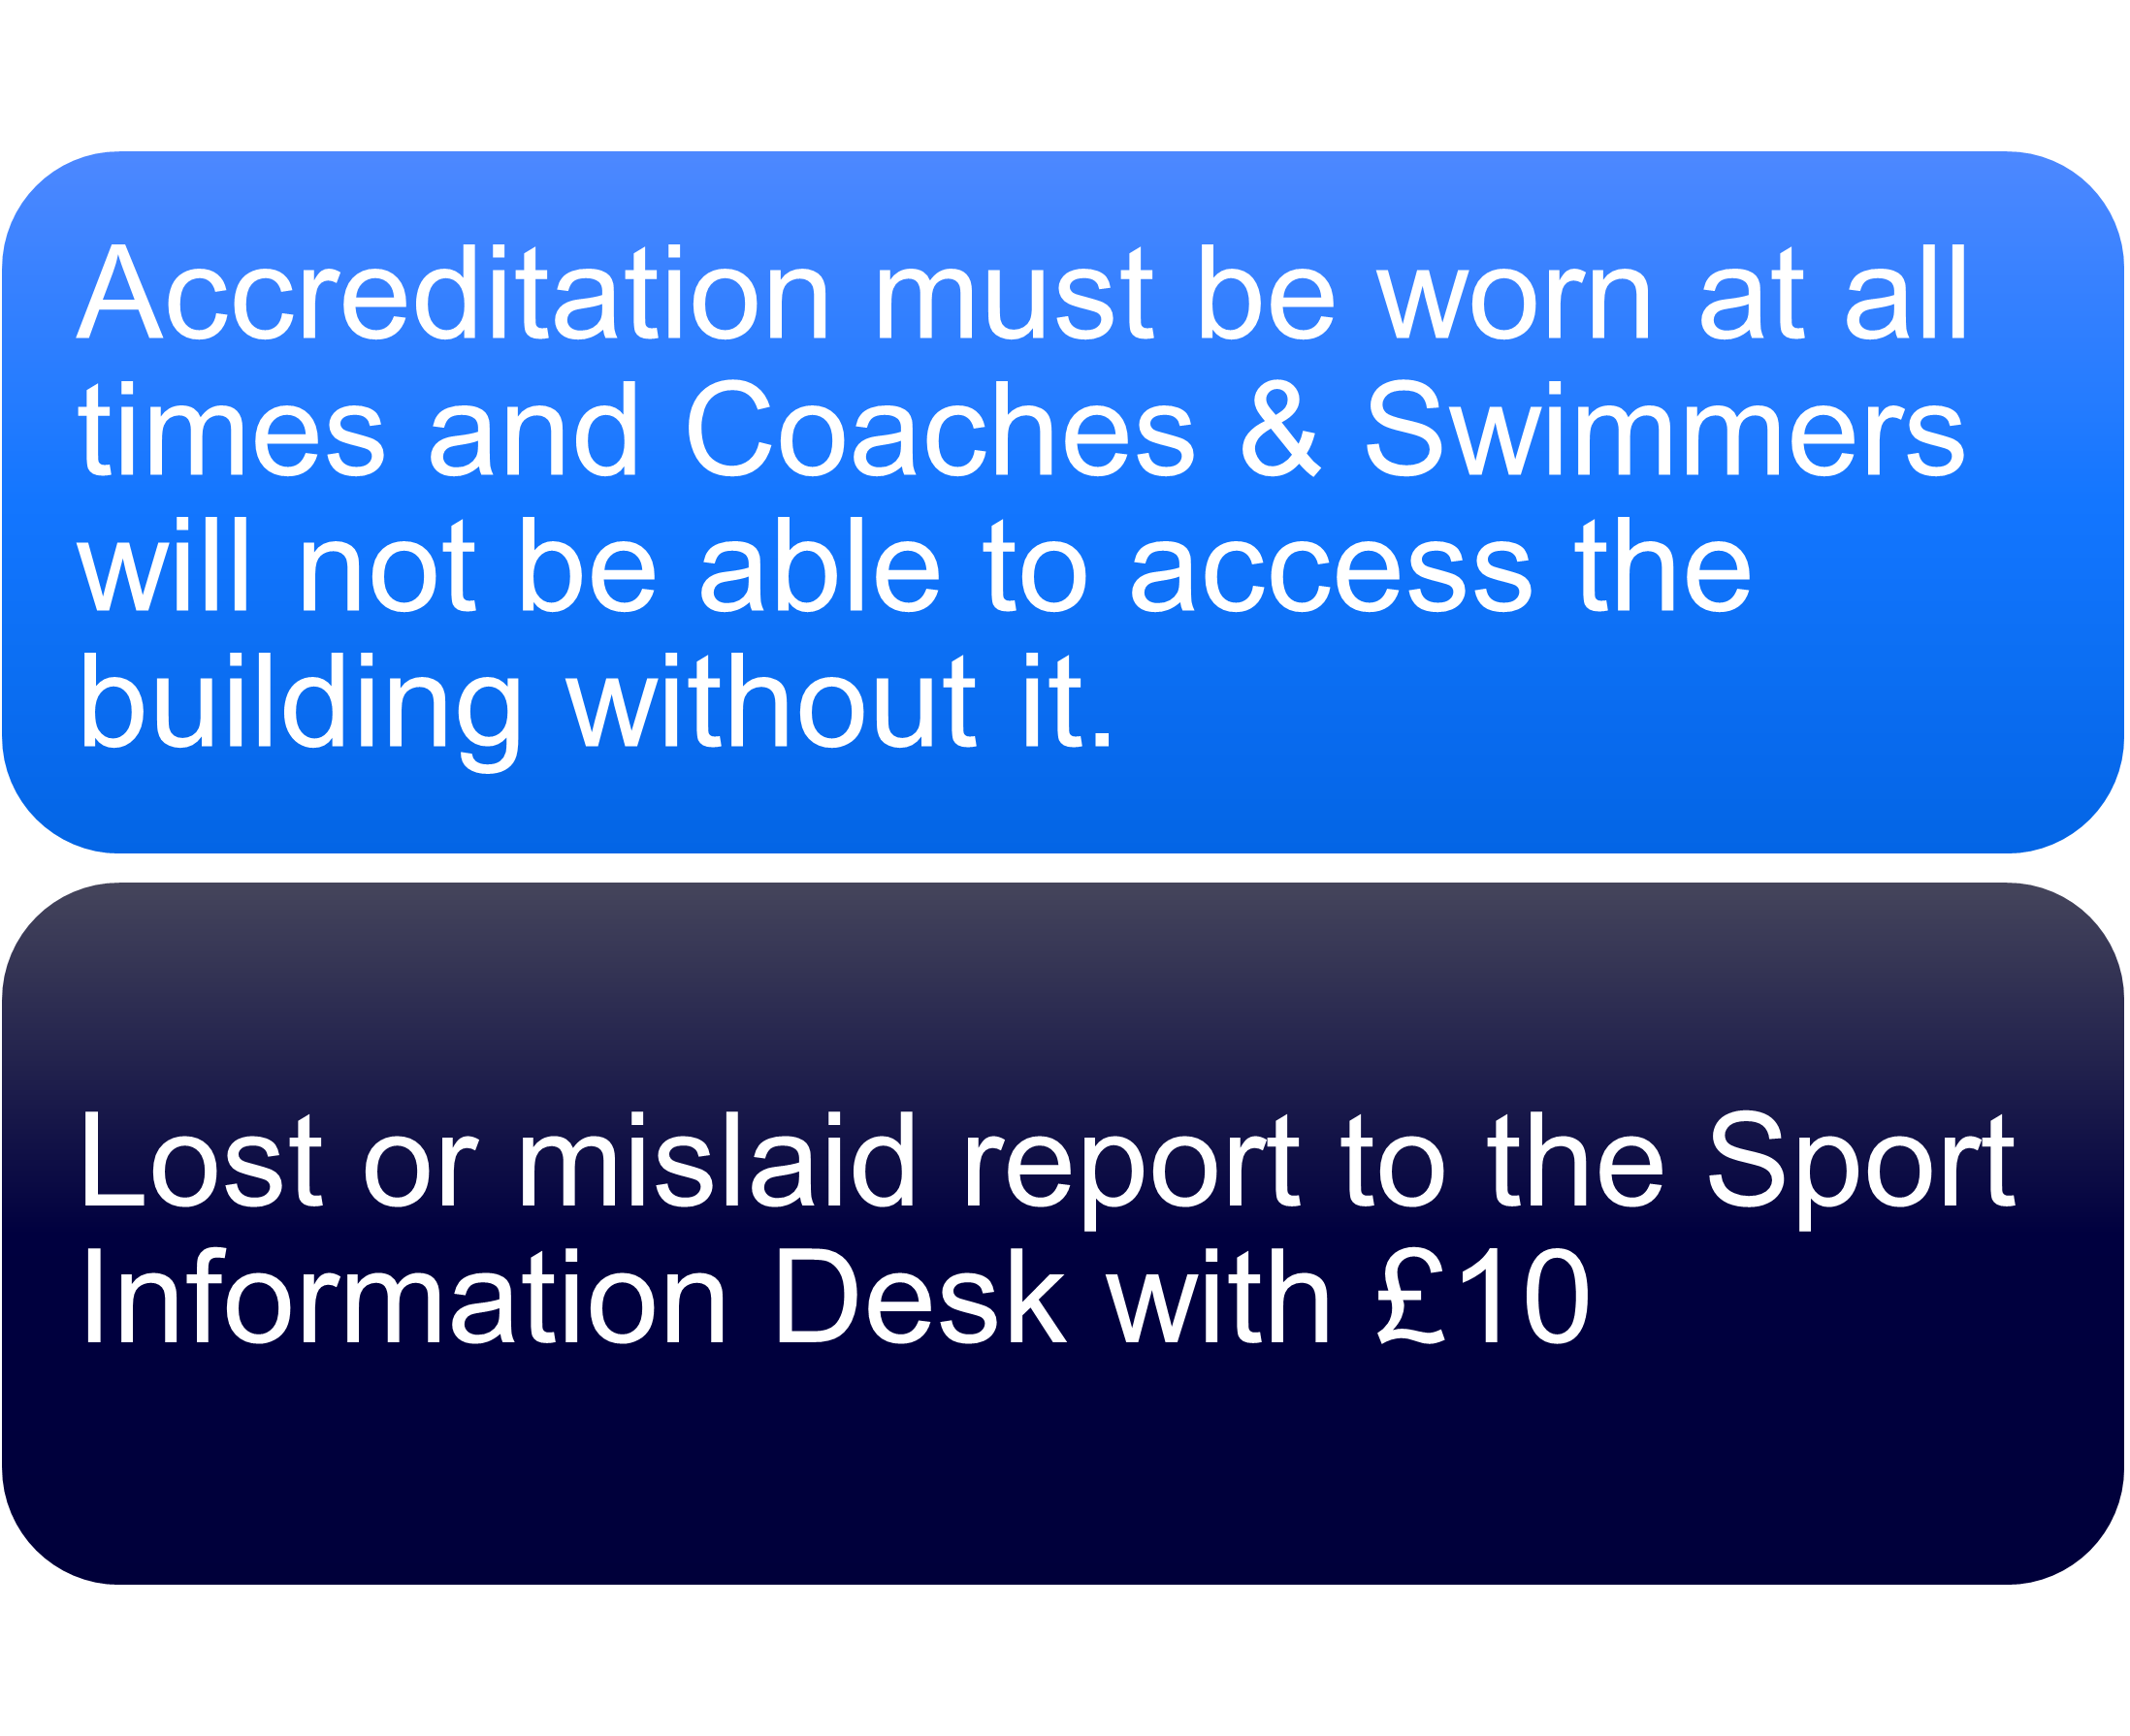 Accreditation must be worn at all
times and Coaches & Swimmers
will not be able to access the
building without it.
Lost or mislaid report to the Sport
Information Desk with £10